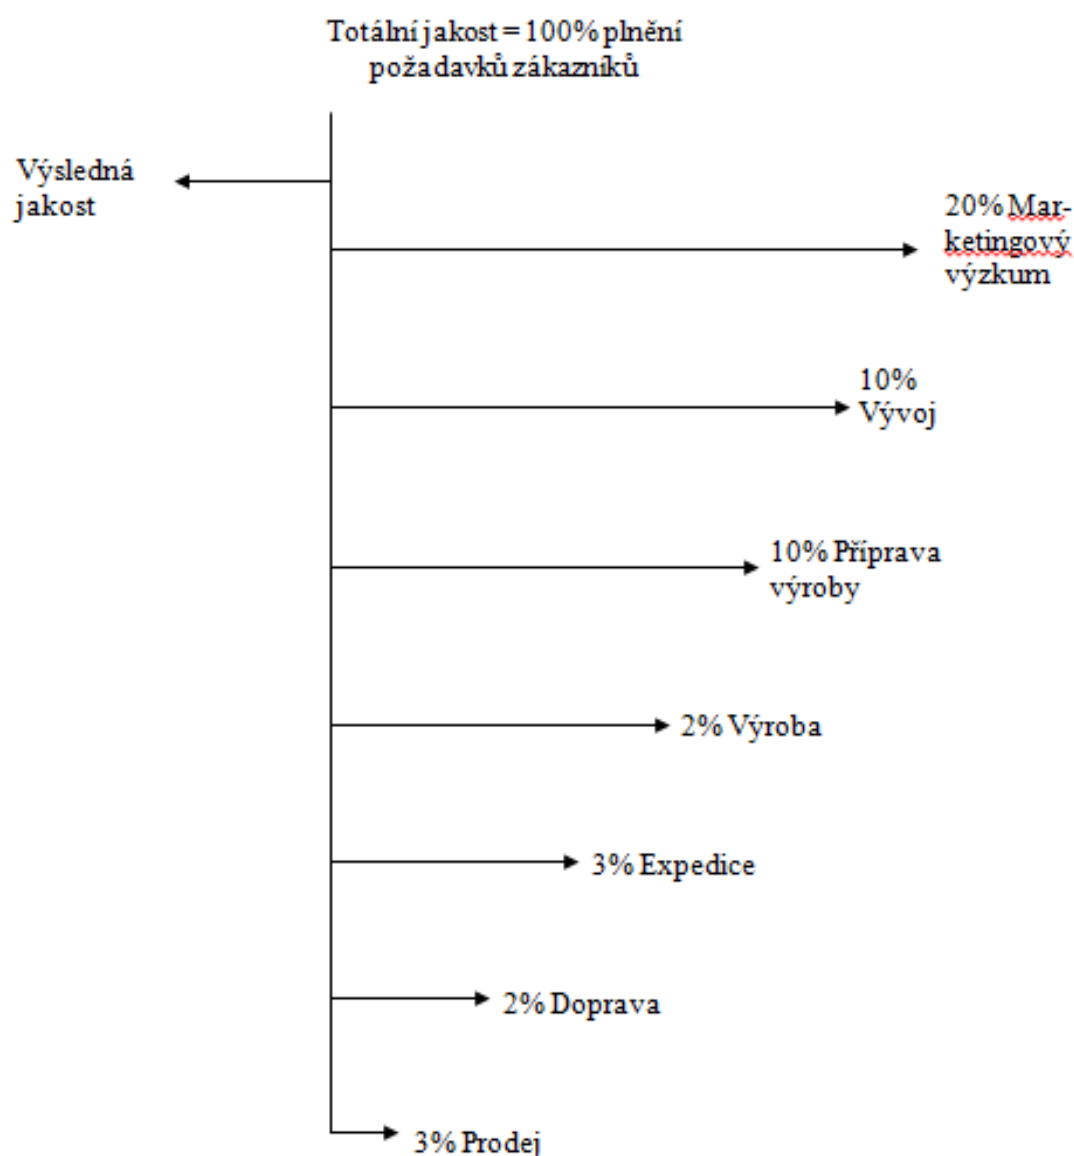 Totální jakost = 100% plnění
požadavků zákazníků
Výsledná
jakost
20% Mar-
ketingový
výzkum
10%
Vývoj
10% Příprava
výroby
2% Výroba
3% Expedice
2% Doprava
3% Prodej